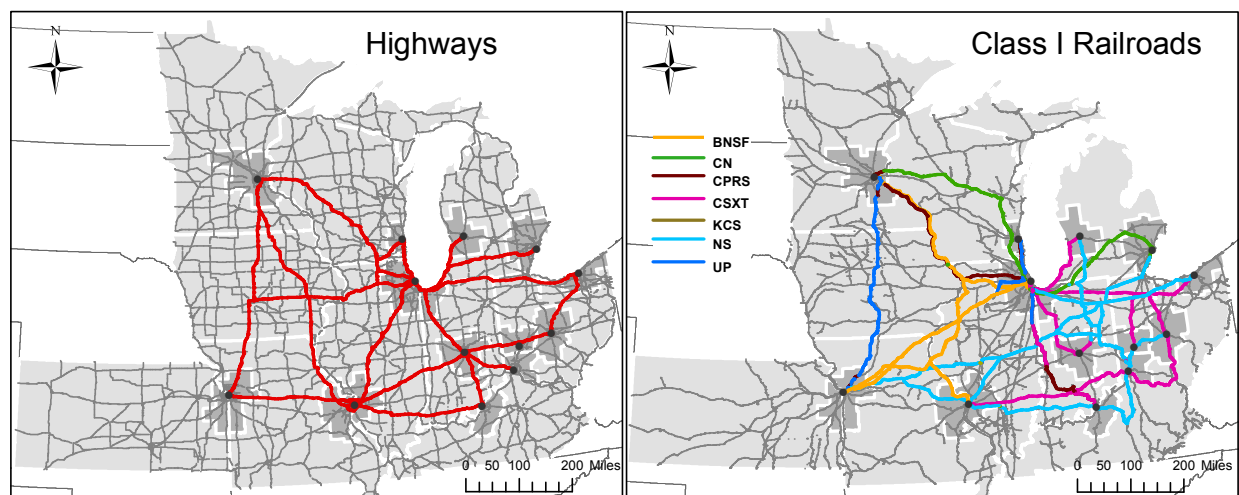 Highways
N
0 50 100 200 Miles
Class I Railroads
N
BNSF
CN
CPRS
CSXT
KCS
NS
UP
0 50 100 200 Miles